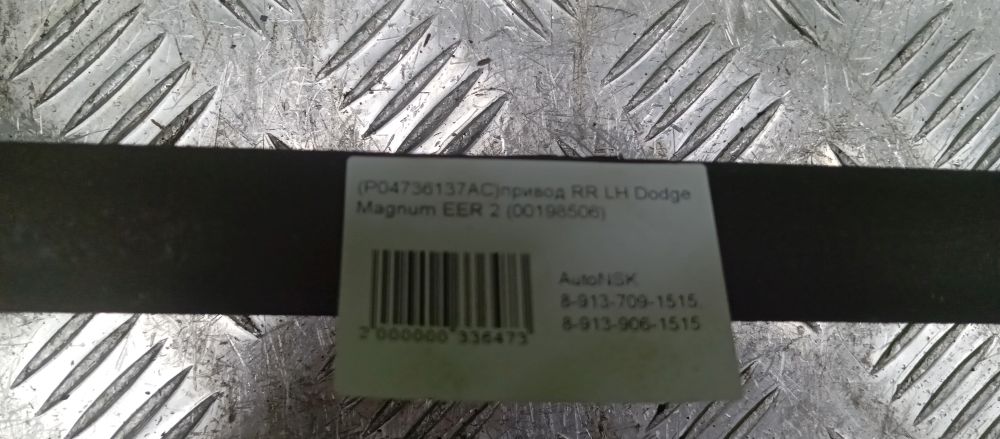 (P04736137AC)привод RR LH Dodge
Magnum EER 2 (00198506)
AutoNSK
8-913-709-1515,
8-913-906-1515
2 000000 336473